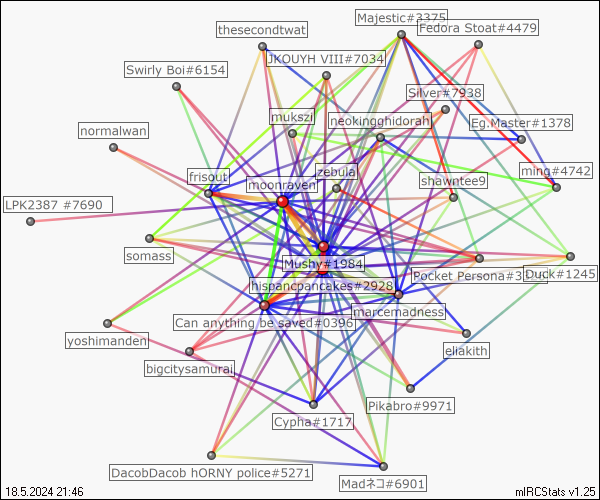 Majestic#3375
Fedora Stoat#4479
thesecondtwat
JKOUYH VIII#7034
Swirly Boi#6154
Silver#7938
mukszi
neokingghidorah
Eg.Master#1378
normalwan
zebula
ming#4742
frisout
moonraven
shawntee9
LPK2387 #7690
somass
Mushy#1984
Pocket Persona#3
Duck#1245
hispancpancakes#2928
marcemadness
Can anything be saved#0396
yoshimanden
eliakith
bigcitysamurai
Pikabro#9971
Cypha#1717
DacobDacob hORNY police#5271
Madネコ#6901
18.5.2024 21:46
mIRCStats v1.25